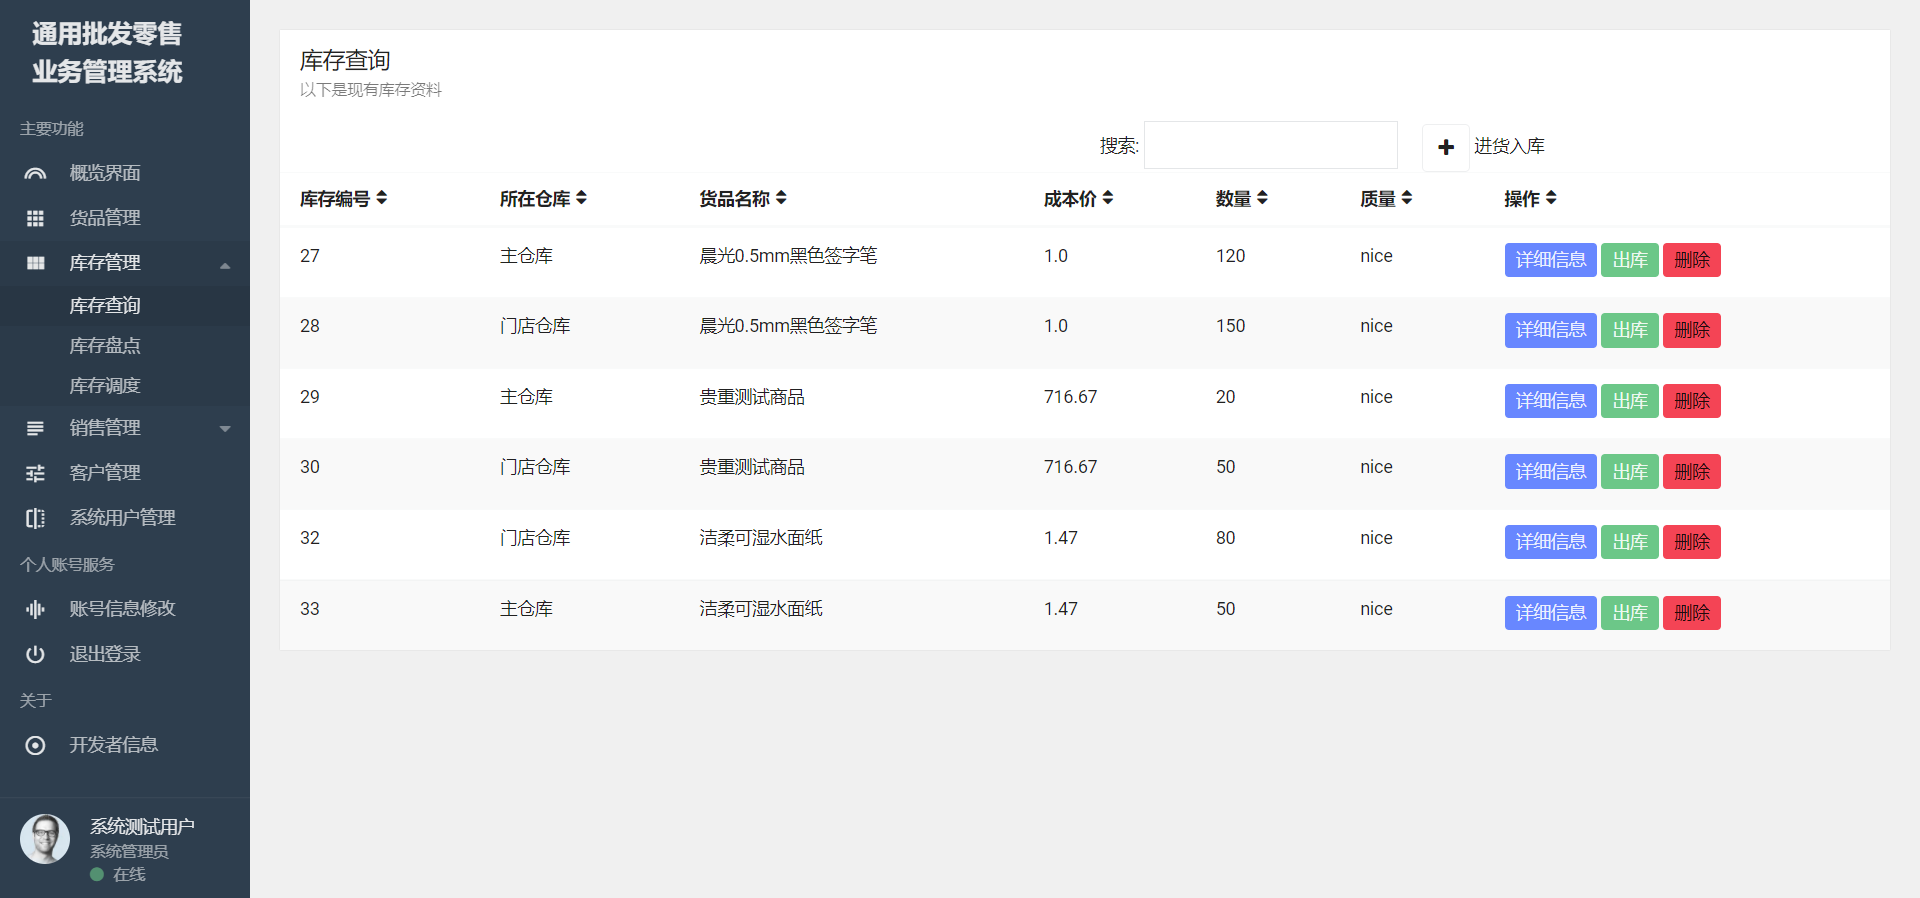 通用批发零售
业务管理系统
主要功能
概览界面
货品管理
库存管理
库存查询
库存盘点
库存调度
销售管理
客户管理
系统用户管理
个人账号服务
账号信息修改
退出登录
关于
开发者信息
系统测试用户
系统管理员
在线
库存查询
以下是现有库存资料
搜索: 进货入库
库存编号 所在仓库 货品名称 成本价 数量 质量 操作
27 主仓库 晨光0.5mm黑色签字笔 1.0 120 nice 详细信息 出库 删除
28 门店仓库 晨光0.5mm黑色签字笔 1.0 150 nice 详细信息 出库 删除
29 主仓库 贵重测试商品 716.67 20 nice 详细信息 出库 删除
30 门店仓库 贵重测试商品 716.67 50 nice 详细信息 出库 删除
32 门店仓库 洁柔可湿水面纸 1.47 80 nice 详细信息 出库 删除
33 主仓库 洁柔可湿水面纸 1.47 50 nice 详细信息 出库 删除